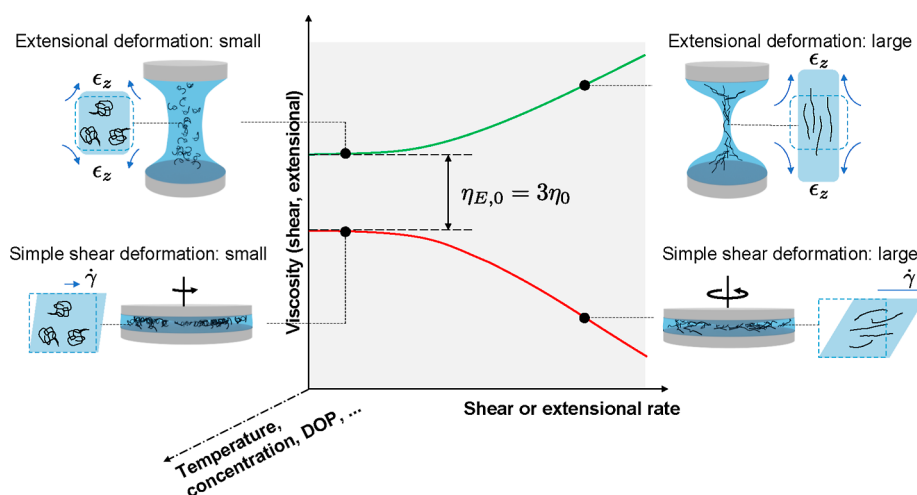 Extensional deformation: small
ϵz
ϵz
Simple shear deformation: small
γ̇
Viscosity (shear, extensional)
ηE,0 = 3η0
Shear or extensional rate
Temperature,
concentration, DOP, ...
Extensional deformation: large
ϵz
ϵz
Simple shear deformation: large
γ̇